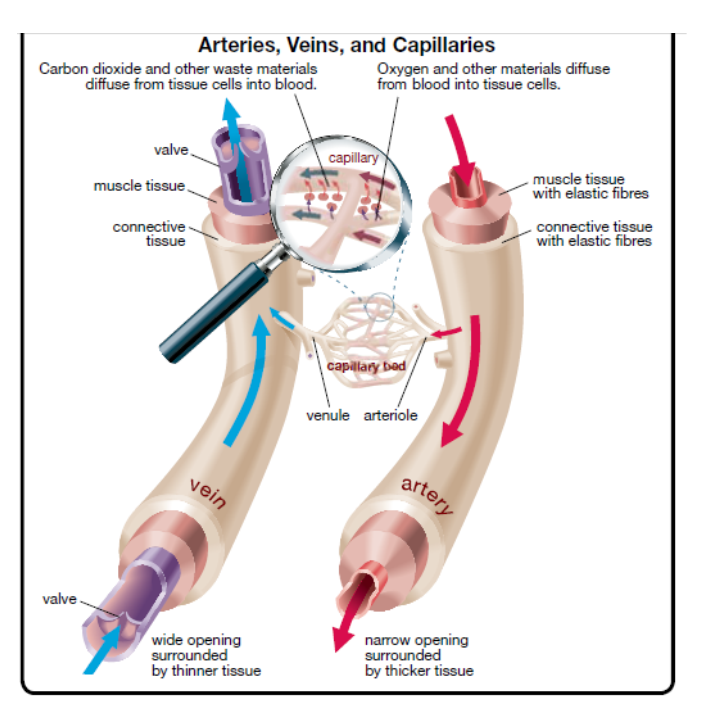 Arteries, Veins, and Capillaries
Carbon dioxide and other waste materials
diffuse from tissue cells into blood.
Oxygen and other materials diffuse
from blood into tissue cells.
valve
capillary
muscle tissue
muscle tissue
with elastic fibres
connective
tissue
connective tissue
with elastic fibres
capillary bed
venule
arteriole
vein
artery
valve
wide opening
surrounded
by thinner tissue
narrow opening
surrounded
by thicker tissue